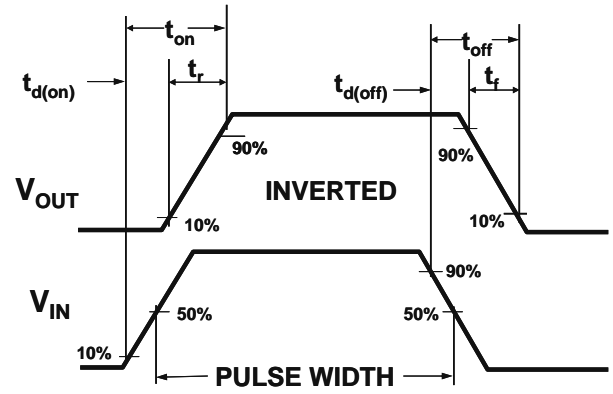 t_on
t_off
t_d(on)
t_r
t_d(off)
t_f
90%
90%
V_OUT
INVERTED
10%
10%
90%
V_IN
50%
50%
10%
PULSE WIDTH